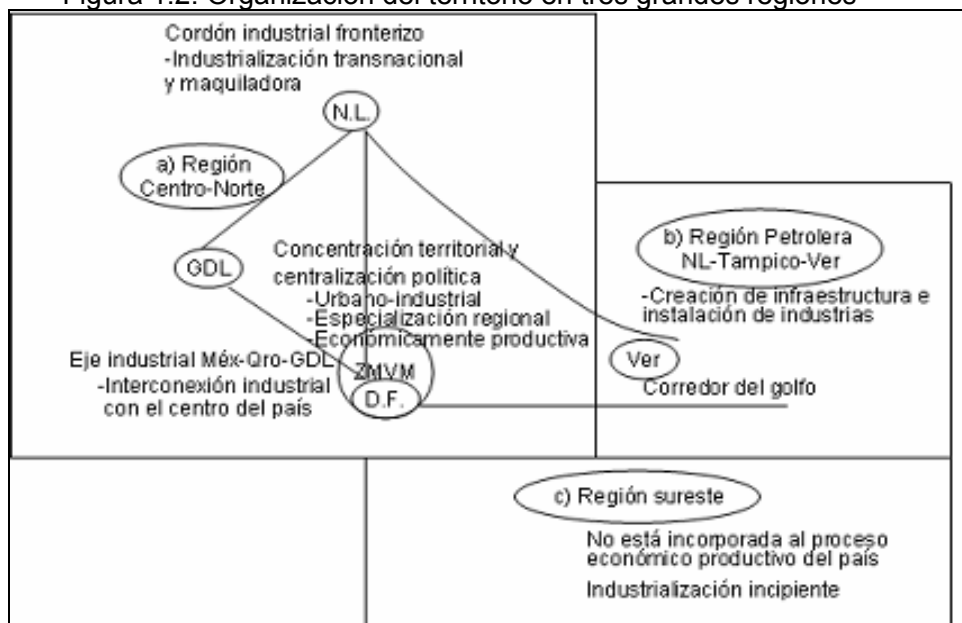 Figura 1.2. Organización del territorio en tres grandes regiones
Cordón industrial fronterizo
-Industrialización transnacional
y maquiladora
N.L.
a) Región
Centro-Norte
GDL
Concentración territorial y
centralización política
-Urbano-industrial
-Especialización regional
-Económicamente productiva
Eje industrial Méx-Qro-GDL
-Interconexión industrial
con el centro del país
ZMVM
D.F.
b) Región Petrolera
NL-Tampico-Ver
-Creación de infraestructura e
instalación de industrias
Ver
Corredor del golfo
c) Región sureste
No está incorporada al proceso
económico productivo del país
Industrialización incipiente